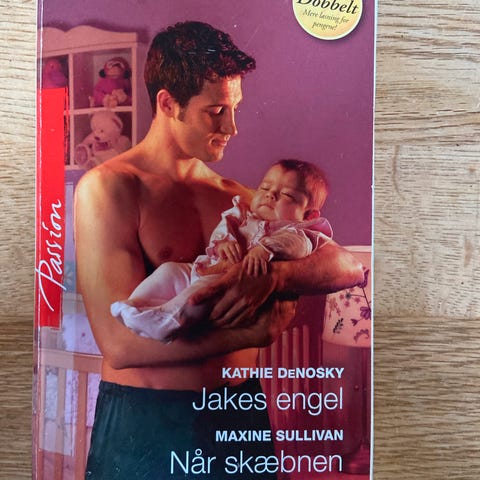 Dobbelt
Mere læsning for
pengene!
Passion
KATHIE DENOSKY
Jakes engel
MAXINE SULLIVAN
Når skæbnen